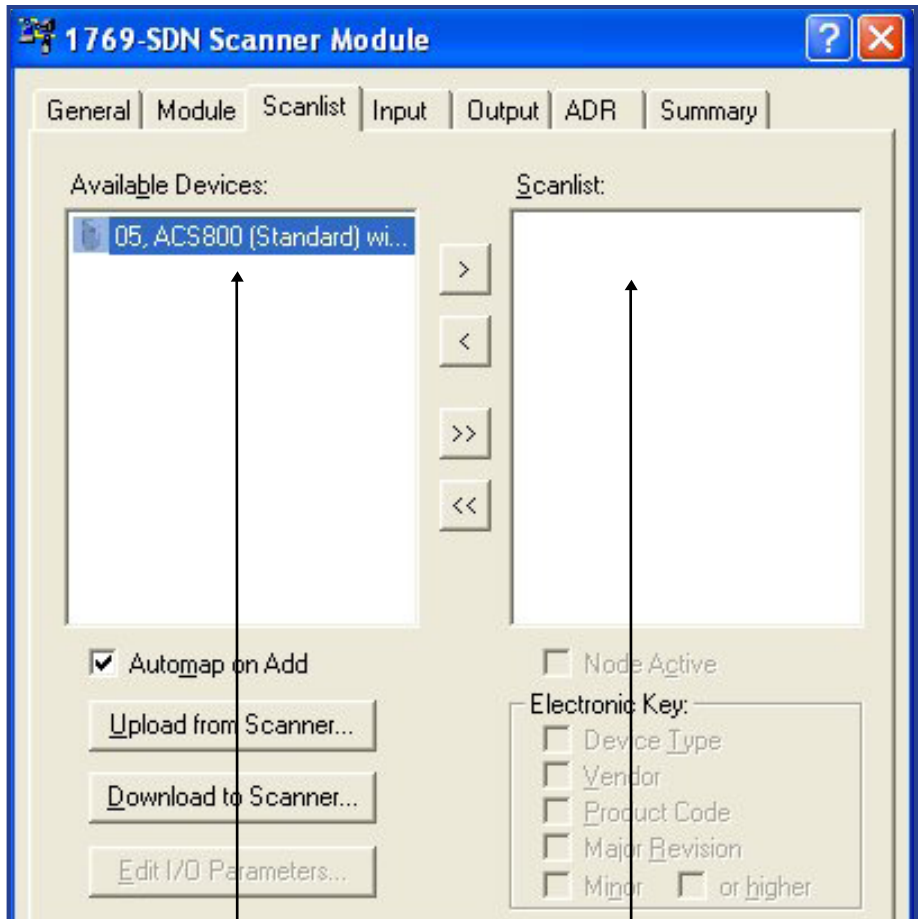 1769-SDN Scanner Module
General Module Scanlist Input Output ADR Summary
Available Devices:
05, ACS800 (Standard) wi...
>
<
>>
<<
Scanlist:
Automap on Add
Upload from Scanner...
Download to Scanner...
Edit I/O Parameters...
Node Active
Electronic Key:
Device Type
Vendor
Product Code
Major Revision
Minor or higher